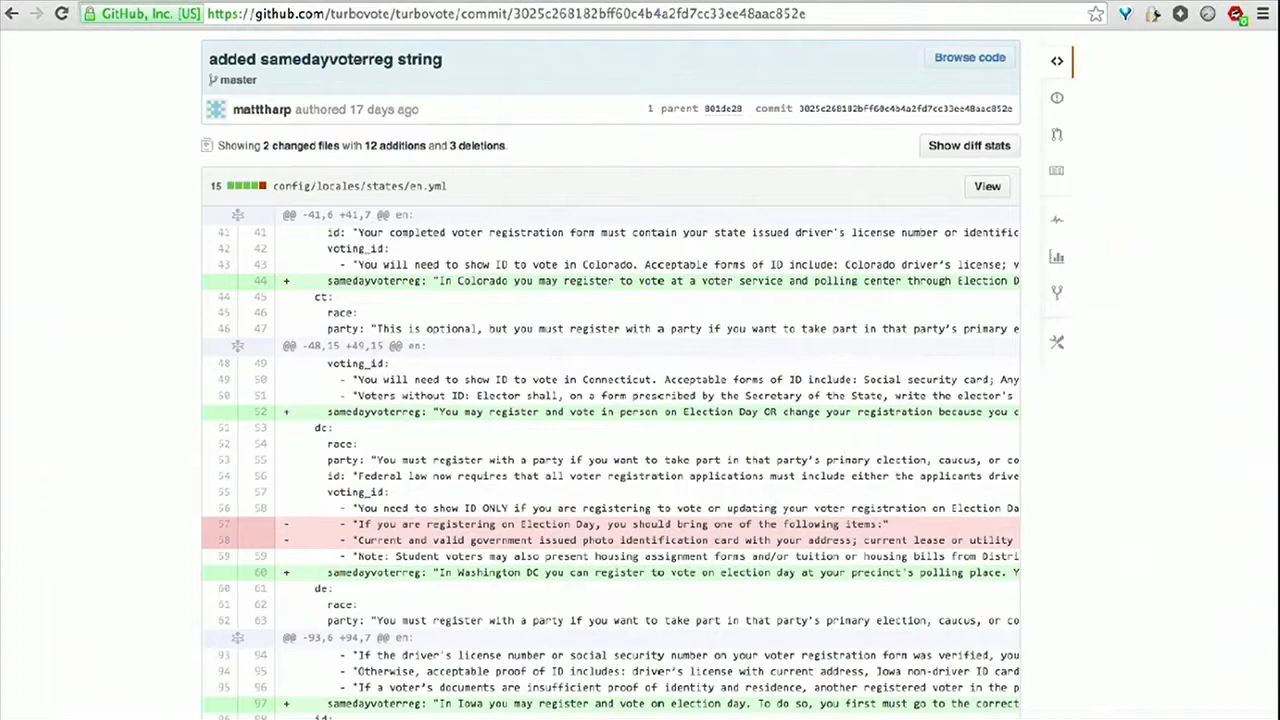 GitHub, Inc. [US] https://github.com/turbovote/turbovote/commit/3025c268182bff60c4b4a2fd7cc33ee48aac852e
added samedayvoterreg string
Browse code
master
matttharp authored 17 days ago
1 parent 801de28 commit 3025c268182bff60c4b4a2fd7cc33ee48aac852e
Showing 2 changed files with 12 additions and 3 deletions.
Show diff stats
15 config/locales/states/en.yml
View
@@ -41,6 +41,7 @@ en:
41 41 id: "Your completed voter registration form must contain your state issued driver's license number or identific
42 42 voting_id:
43 43 - "You will need to show ID to vote in Colorado. Acceptable forms of ID include: Colorado driver's license; v
44 + samedayvoterreg: "In Colorado you may register to vote at a voter service and polling center through Election D
44 45 ct:
45 46 race:
46 47 party: "This is optional, but you must register with a party if you want to take part in that party's primary e
@@ -48,15 +49,15 @@ en:
48 49 voting_id:
49 50 - "You will need to show ID to vote in Connecticut. Acceptable forms of ID include: Social security card; Any
50 51 - "Voters without ID: Elector shall, on a form prescribed by the Secretary of the State, write the elector's
52 + samedayvoterreg: "You may register and vote in person on Election Day OR change your registration because you c
51 53 dc:
52 54 race:
53 55 party: "You must register with a party if you want to take part in that party's primary election, caucus, or co
54 56 id: "Federal law now requires that all voter registration applications must include either the applicants drive
55 57 voting_id:
56 58 - "You need to show ID ONLY if you are registering to vote or updating your voter registration on Election Da
57 - - "If you are registering on Election Day, you should bring one of the following items:"
58 - - "Current and valid government issued photo identification card with your address; current lease or utility
59 59 - "Note: Student voters may also present housing assignment forms and/or tuition or housing bills from Distri
60 + samedayvoterreg: "In Washington DC you can register to vote on election day at your precinct's polling place. Y
60 61 de:
61 62 race:
62 63 party: "You must register with a party if you want to take part in that party's primary election, caucus, or co
@@ -93,6 +94,7 @@ en:
93 94 - "If the driver's license number or social security number on your voter registration form was verified, you
94 95 - "Otherwise, acceptable proof of ID includes: driver's license with current address, Iowa non-driver ID card
95 96 - "If a voter's documents are insufficient proof of identity and residence, another registered voter in the p
97 + samedayvoterreg: "In Iowa you may register and vote on election day. To do so, you first must go to the correct